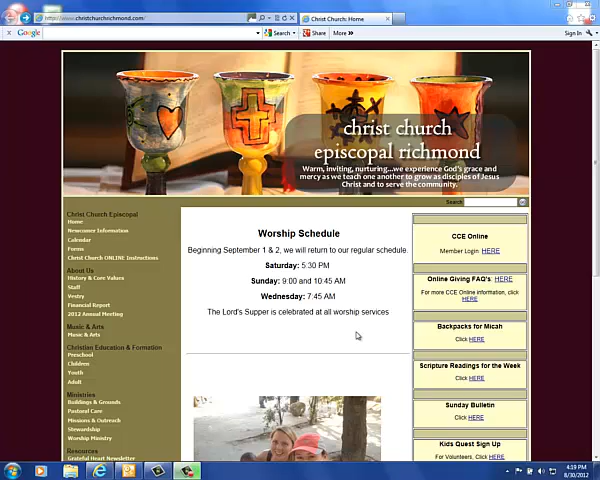 http://www.christchurchrichmond.com/
Christ Church: Home
Google
Search
Share
More »
Sign In
christ church
episcopal richmond
Warm, inviting, nurturing...we experience God's grace and
mercy as we teach one another to grow as disciples of Jesus
Christ and to serve the community.
Search
Christ Church Episcopal
Home
Newcomer Information
Calendar
Forms
Christ Church ONLINE Instructions
About Us
History & Core Values
Staff
Vestry
Financial Report
2012 Annual Meeting
Music & Arts
Music & Arts
Christian Education & Formation
Preschool
Children
Youth
Adult
Ministries
Buildings & Grounds
Pastoral Care
Missions & Outreach
Stewardship
Worship Ministry
Resources
Grateful Heart Newsletter
Worship Schedule
Beginning September 1 & 2, we will return to our regular schedule.
Saturday: 5:30 PM
Sunday: 9:00 and 10:45 AM
Wednesday: 7:45 AM
The Lord's Supper is celebrated at all worship services
CCE Online
Member Login HERE
Online Giving FAQ's HERE
For more CCE Online information, click
HERE
Backpacks for Micah
Click HERE
Scripture Readings for the Week
Click HERE
Sunday Bulletin
Click HERE
Kids Quest Sign Up
For Volunteers, Click HERE
4:19 PM
8/30/2012